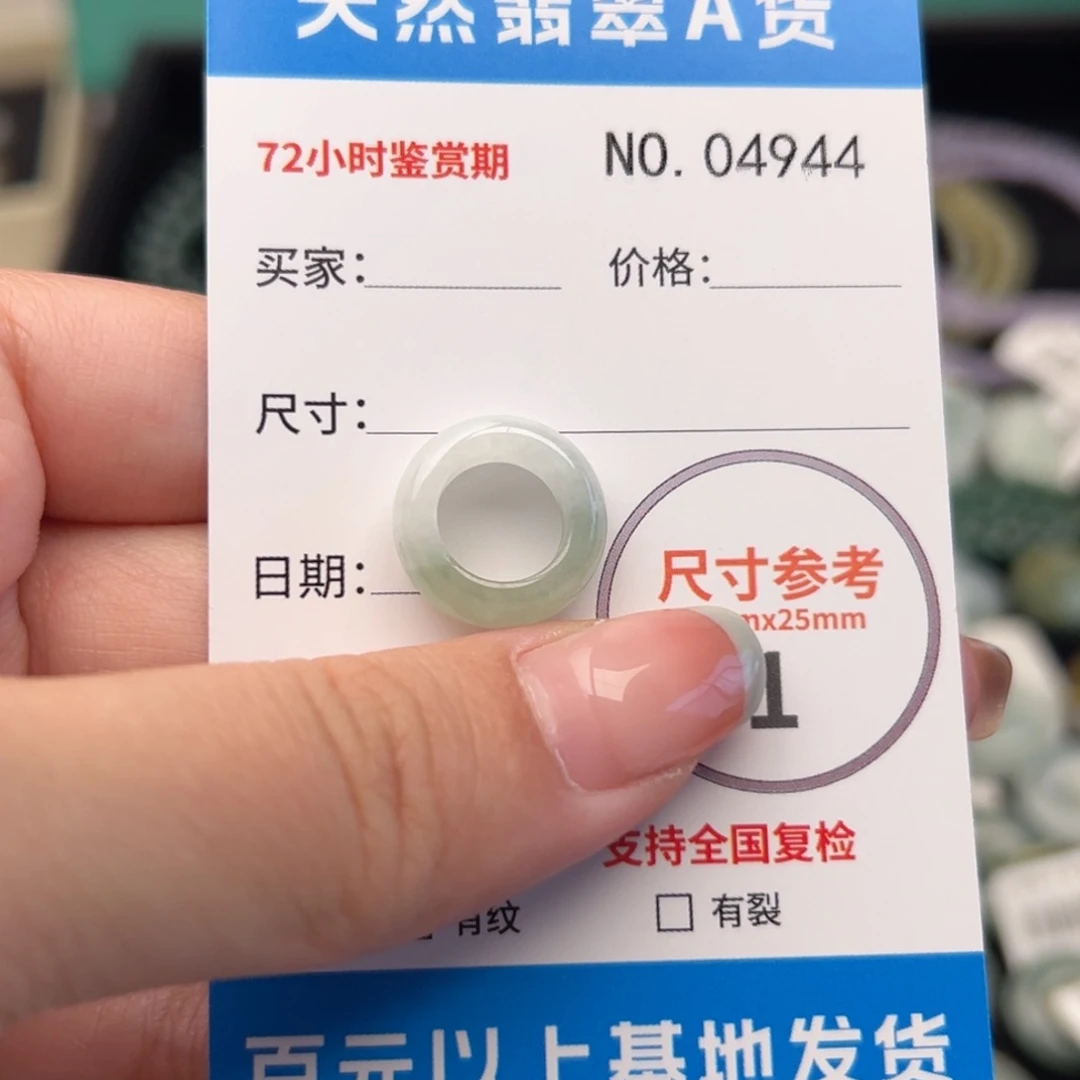 天然翡翠A货
72小时鉴赏期 NO. 04944
买家： 价格：
尺寸：
日期：
尺寸参考
mx25mm
1
支持全国复检
有纹 有裂
百元以上基地发货